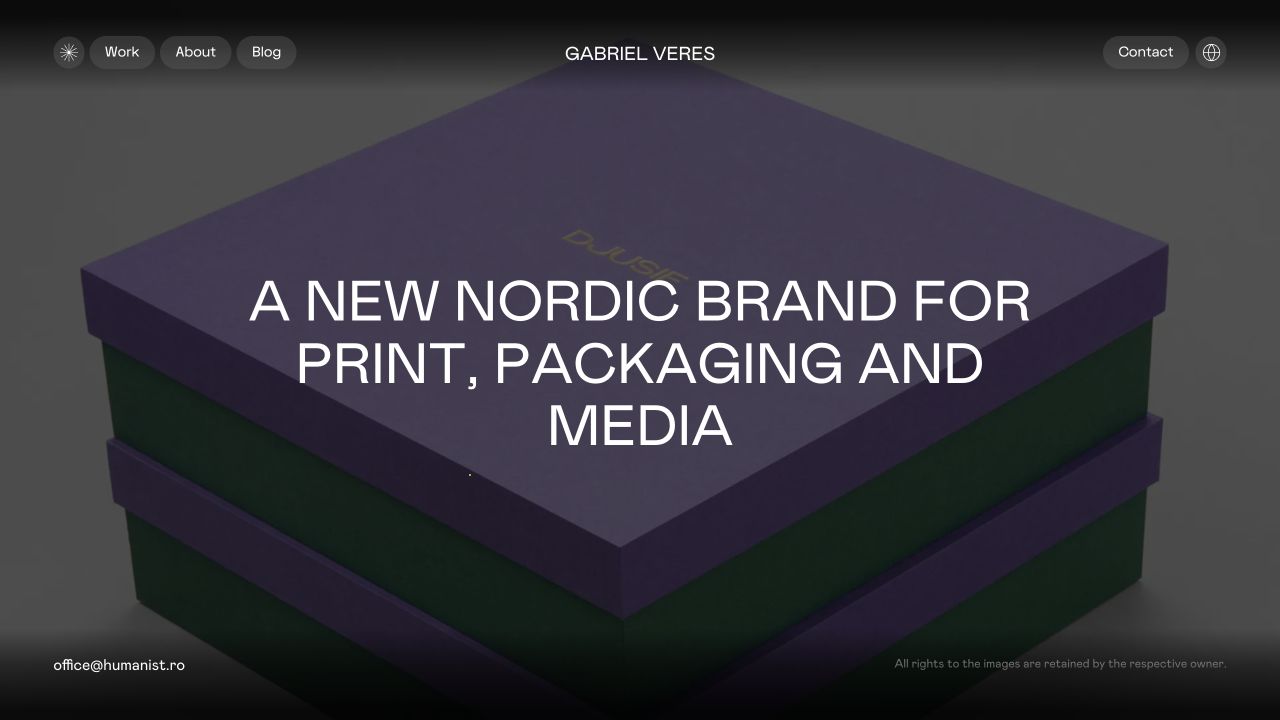 Work
About
Blog
GABRIEL VERES
Contact
DJUSIE
A NEW NORDIC BRAND FOR
PRINT, PACKAGING AND
MEDIA
office@humanist.ro
All rights to the images are retained by the respective owner.